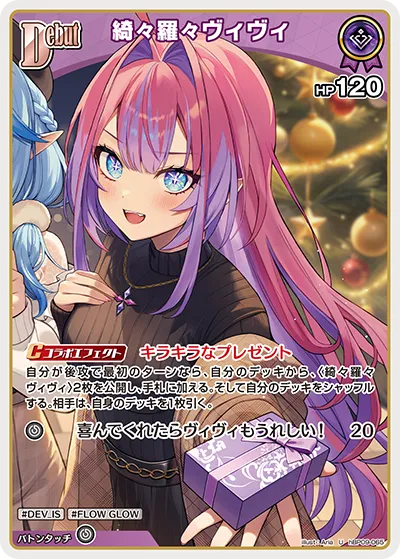 Debut
綺々羅々ヴィヴィ
HP120
コラボエフェクト キラキラなプレゼント
自分が後攻で最初のターンなら、自分のデッキから、〈綺々羅々
ヴィヴィ〉2枚を公開し、手札に加える。そして自分のデッキをシャッフル
する。相手は、自身のデッキを1枚引く。
喜んでくれたらヴィヴィもうれしい! 20
#DEV_IS #FLOW GLOW
バトンタッチ
illust: Aria U hBP09-065